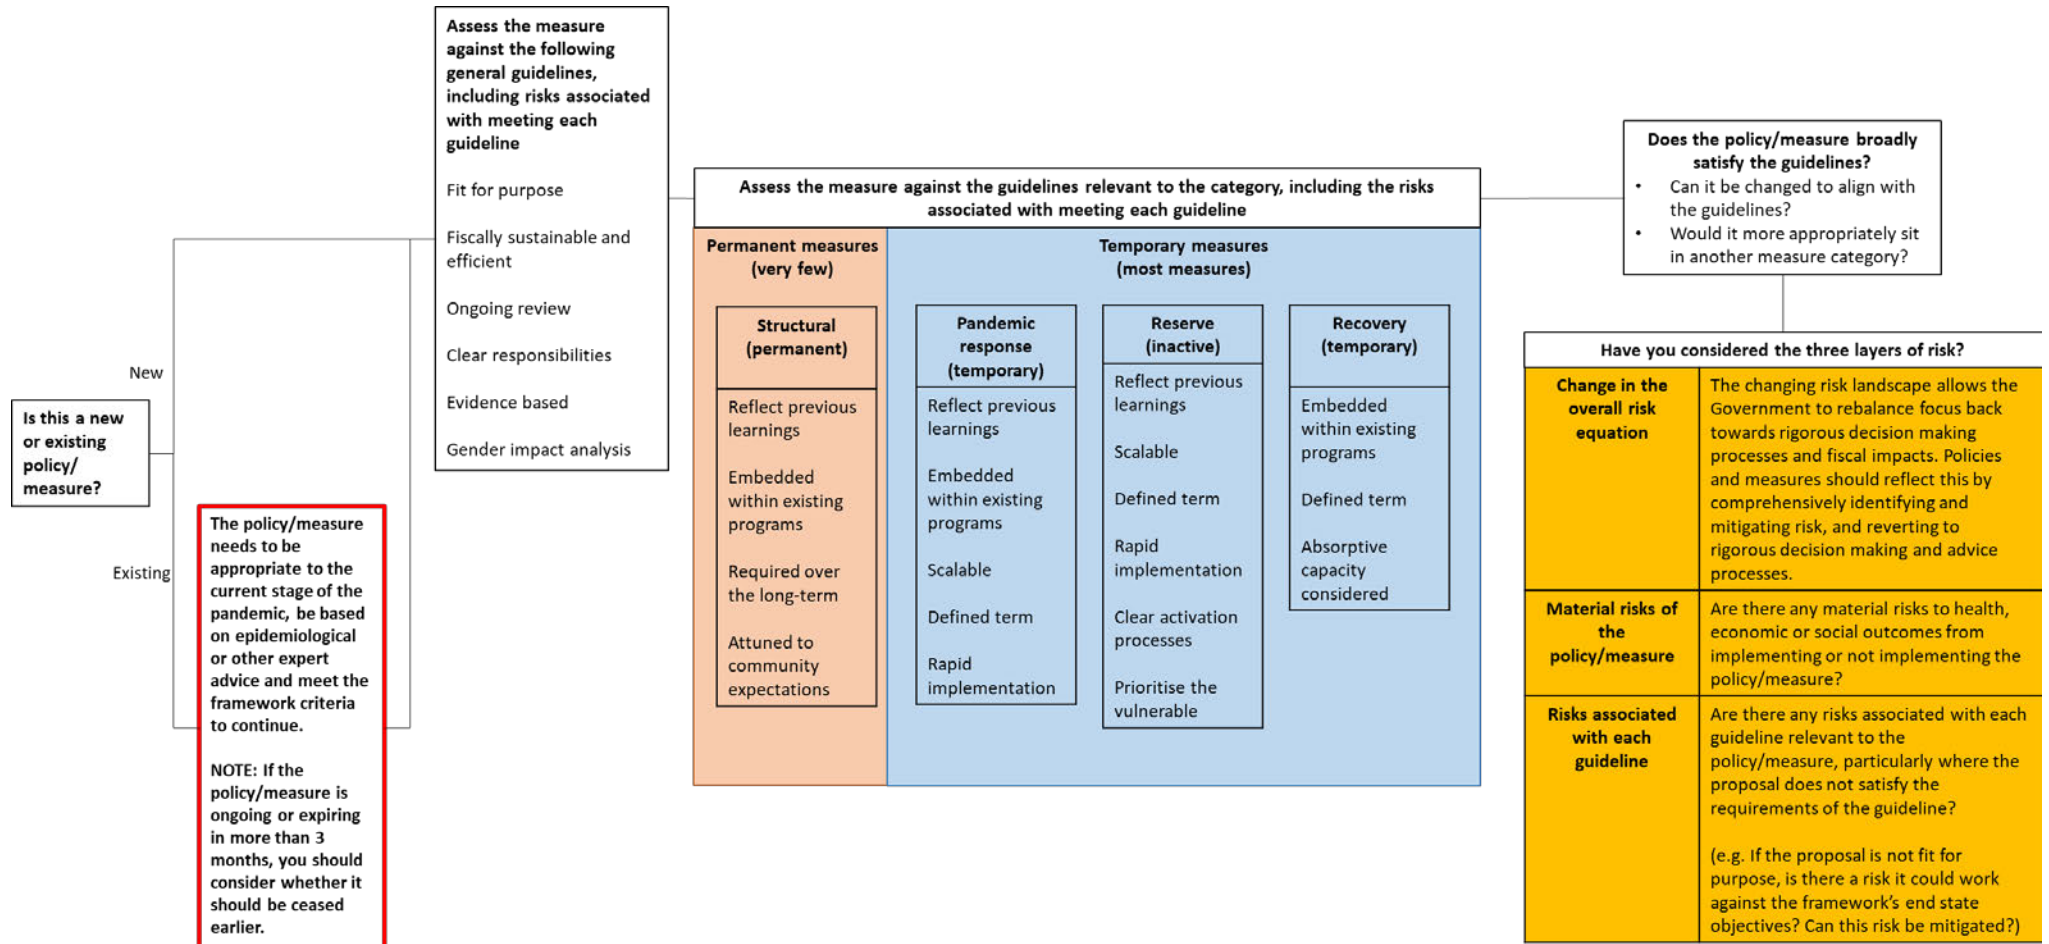 Is this a new
or existing
policy/
measure?
New
Existing
The policy/measure
needs to be
appropriate to the
current stage of the
pandemic, be based
on epidemiological
or other expert
advice and meet the
framework criteria
to continue.
NOTE: If the
policy/measure is
ongoing or expiring
in more than 3
months, you should
consider whether it
should be ceased
earlier.
Assess the measure
against the following
general guidelines,
including risks associated
with meeting each
guideline
Fit for purpose
Fiscally sustainable and
efficient
Ongoing review
Clear responsibilities
Evidence based
Gender impact analysis
Assess the measure against the guidelines relevant to the category, including the risks
associated with meeting each guideline
Permanent measures
(very few)
Structural
(permanent)
Reflect previous
learnings
Embedded
within existing
programs
Required over
the long-term
Attuned to
community
expectations
Temporary measures
(most measures)
Pandemic
response
(temporary)
Reflect previous
learnings
Embedded
within existing
programs
Scalable
Defined term
Rapid
implementation
Reserve
(inactive)
Reflect previous
learnings
Scalable
Defined term
Rapid
implementation
Clear activation
processes
Prioritise the
vulnerable
Recovery
(temporary)
Embedded
within existing
programs
Defined term
Absorptive
capacity
considered
Does the policy/measure broadly
satisfy the guidelines?
• Can it be changed to align with
the guidelines?
• Would it more appropriately sit
in another measure category?
Have you considered the three layers of risk?
Change in the
overall risk
equation
The changing risk landscape allows the
Government to rebalance focus back
towards rigorous decision making
processes and fiscal impacts. Policies
and measures should reflect this by
comprehensively identifying and
mitigating risk, and reverting to
rigorous decision making and advice
processes.
Material risks of
the
policy/measure
Are there any material risks to health,
economic or social outcomes from
implementing or not implementing the
policy/measure?
Risks associated
with each
guideline
Are there any risks associated with each
guideline relevant to the
policy/measure, particularly where the
proposal does not satisfy the
requirements of the guideline?
(e.g. If the proposal is not fit for
purpose, is there a risk it could work
against the framework's end state
objectives? Can this risk be mitigated?)